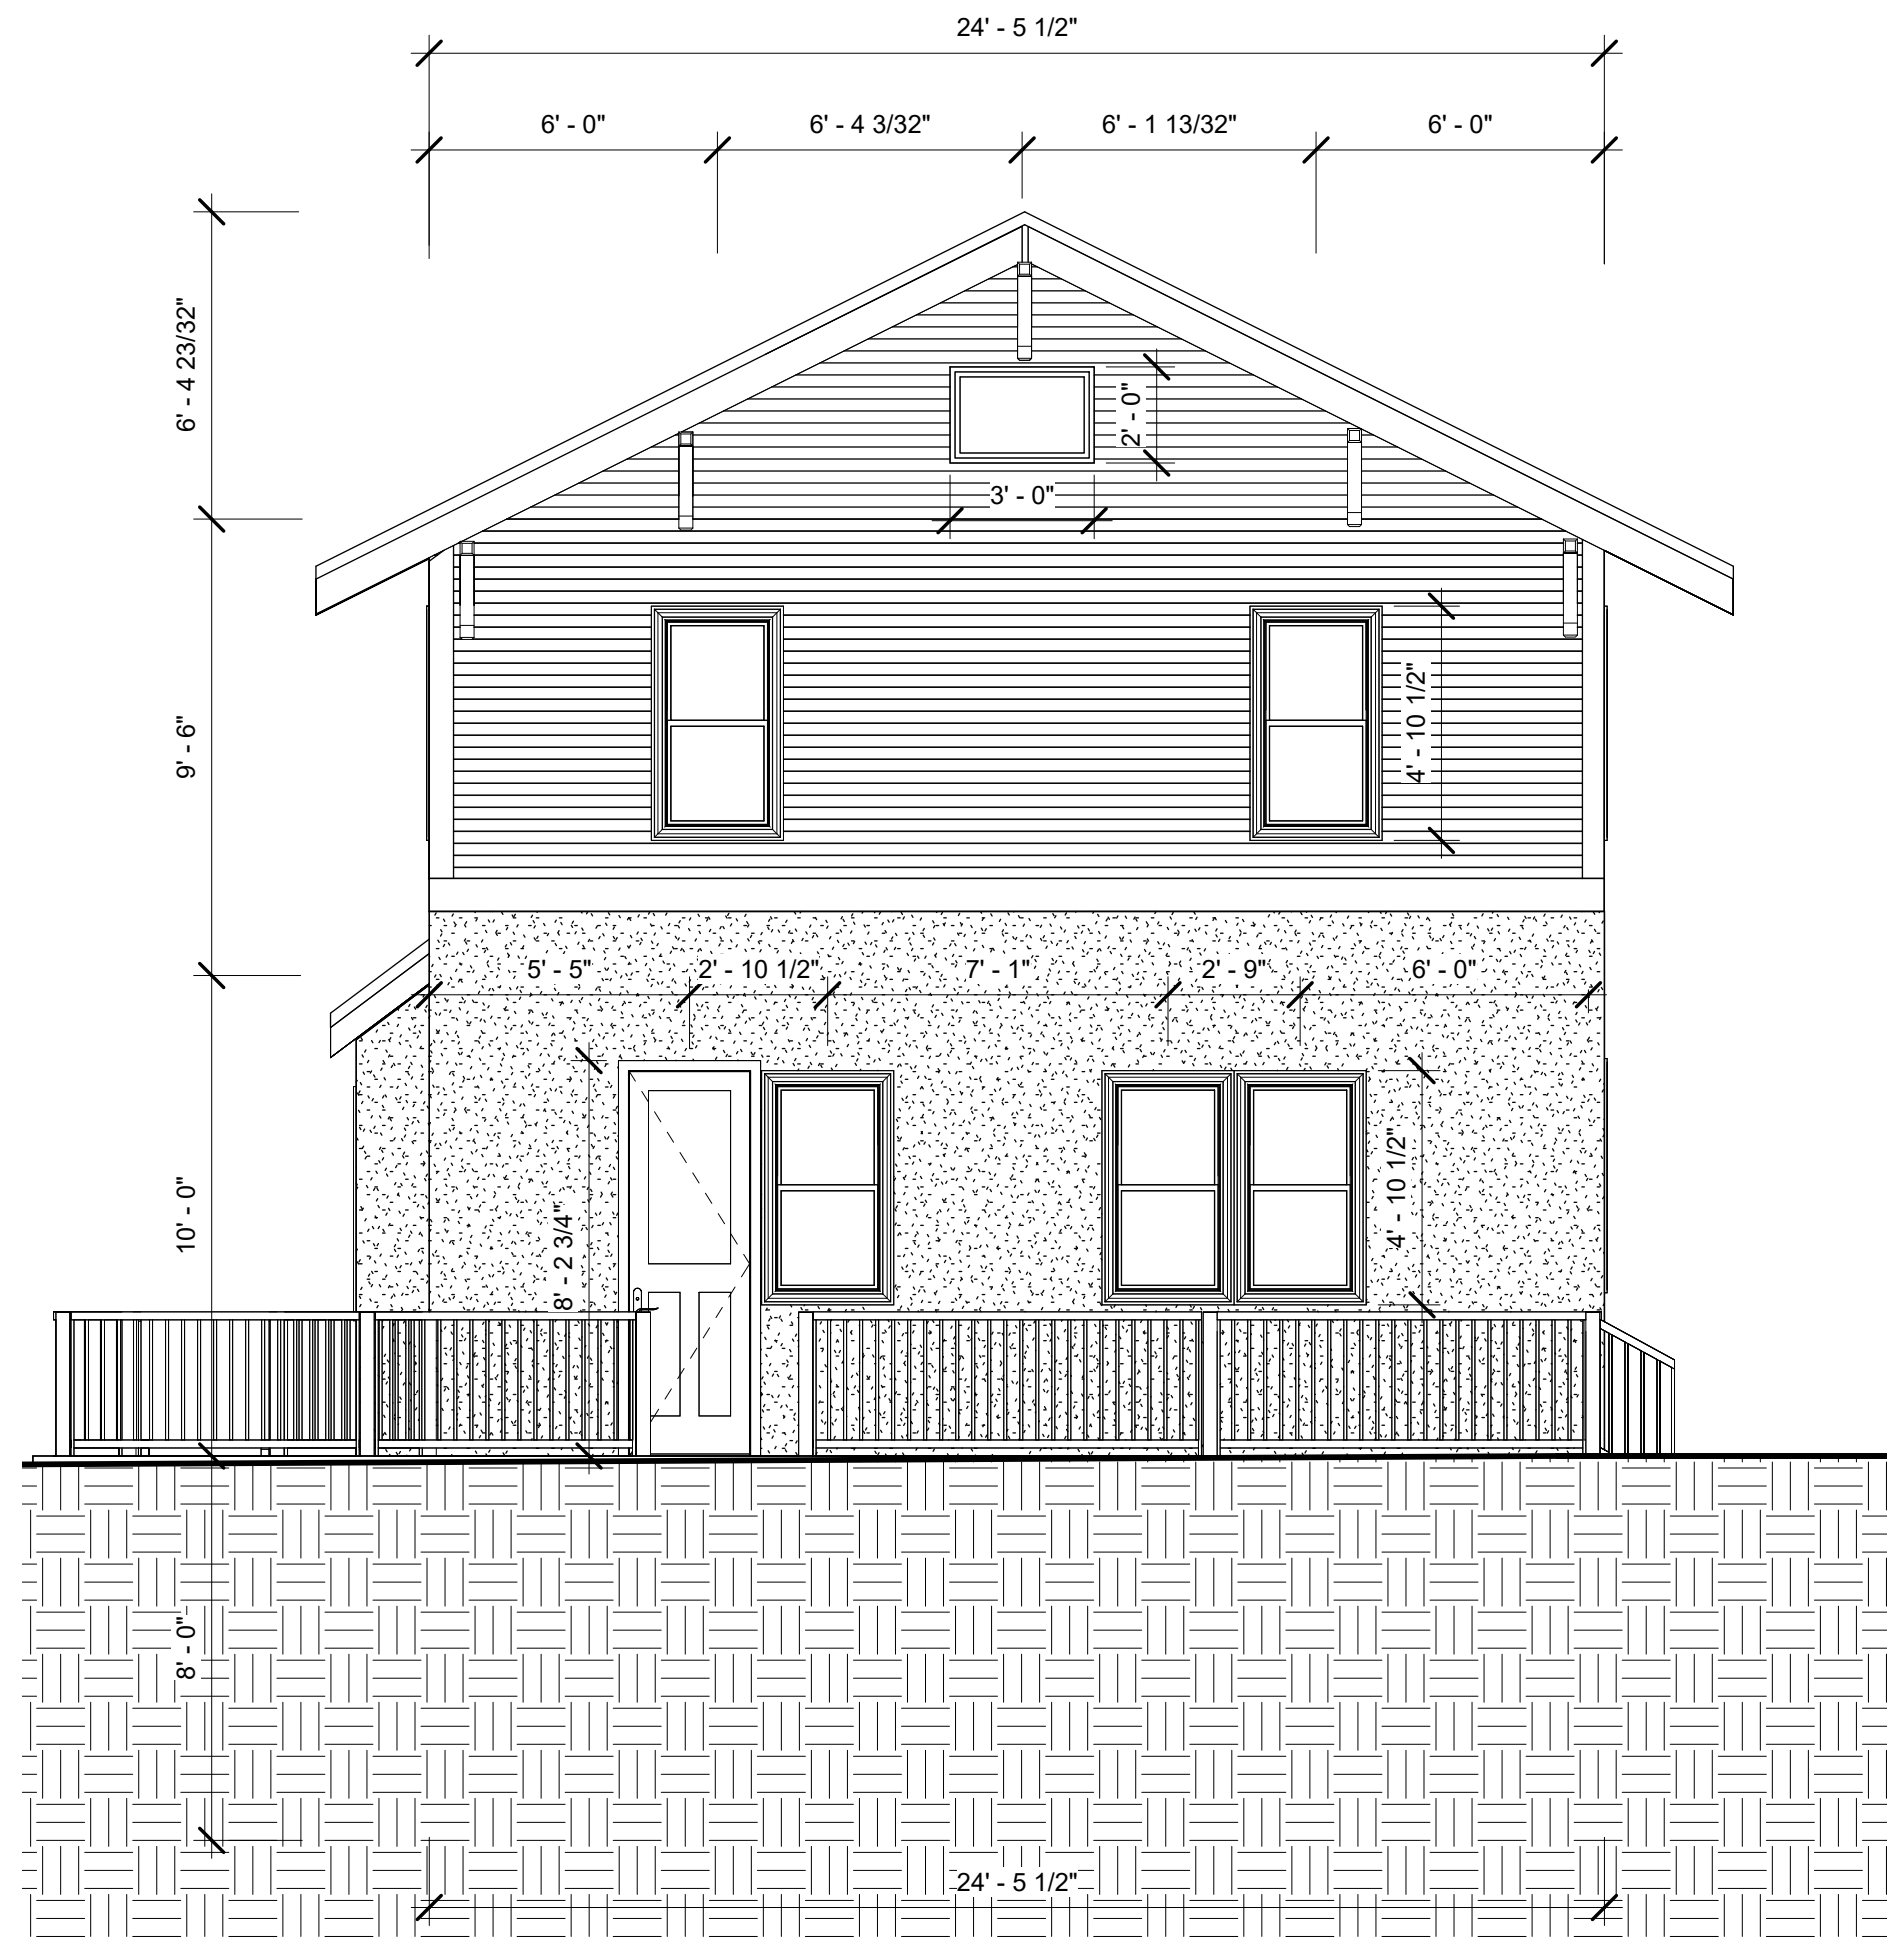 24' - 5 1/2"
6' - 0"
6' - 4 3/32"
6' - 1 13/32"
6' - 0"
6' - 4 23/32"
2' - 0"
3' - 0"
9' - 6"
4' - 10 1/2"
5' - 5"
2' - 10 1/2"
7' - 1"
2' - 9"
6' - 0"
10' - 0"
8' - 2 3/4"
4' - 10 1/2"
8' - 0"
24' - 5 1/2"